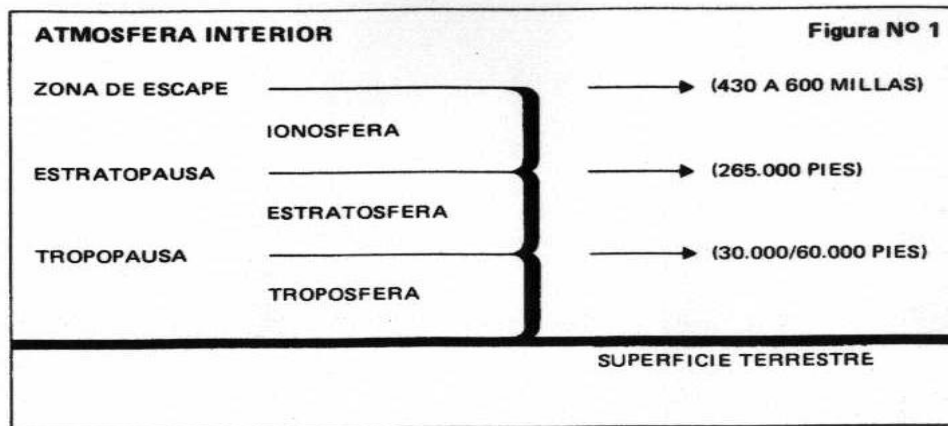 ATMOSFERA INTERIOR Figura Nº 1
ZONA DE ESCAPE (430 A 600 MILLAS)
IONOSFERA
ESTRATOPAUSA (265.000 PIES)
ESTRATOSFERA
TROPOPAUSA (30.000/60.000 PIES)
TROPOSFERA
SUPERFICIE TERRESTRE